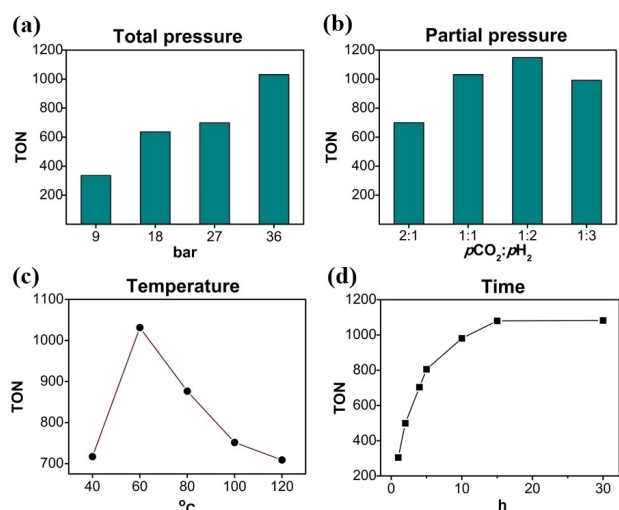 (a)
Total pressure
1200
1000
800
600
400
200
TON
9 18 27 36
bar
(b)
Partial pressure
1200
1000
800
600
400
200
TON
2:1 1:1 1:2 1:3
pCO₂:pH₂
(c)
Temperature
1100
1000
900
800
700
TON
40 60 80 100 120
°C
(d)
Time
1200
1000
800
600
400
200
TON
0 10 20 30
h